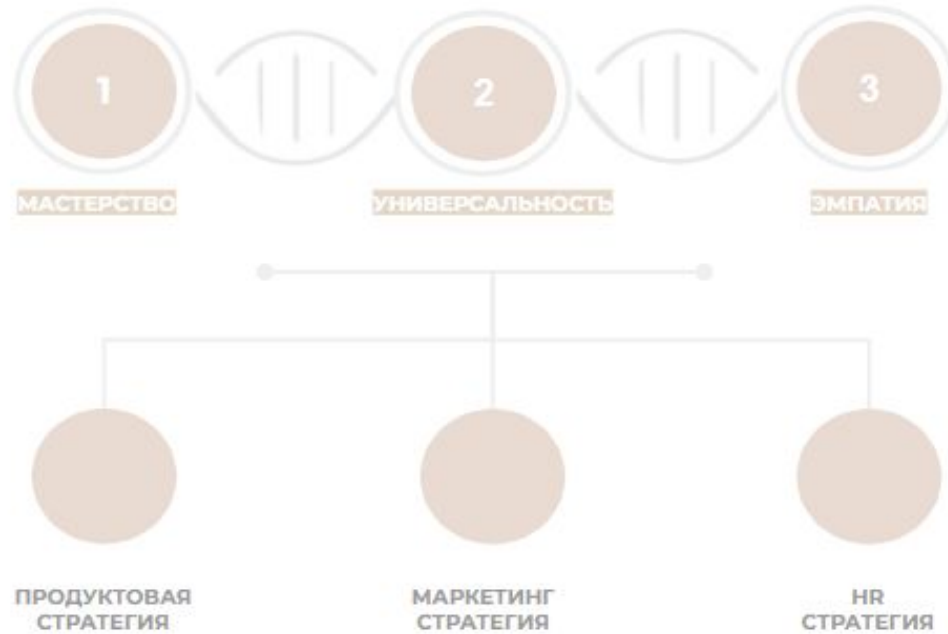 1
2
3
МАСТЕРСТВО
УНИВЕРСАЛЬНОСТЬ
ЭМПАТИЯ
ПРОДУКТОВАЯ
СТРАТЕГИЯ
МАРКЕТИНГ
СТРАТЕГИЯ
HR
СТРАТЕГИЯ